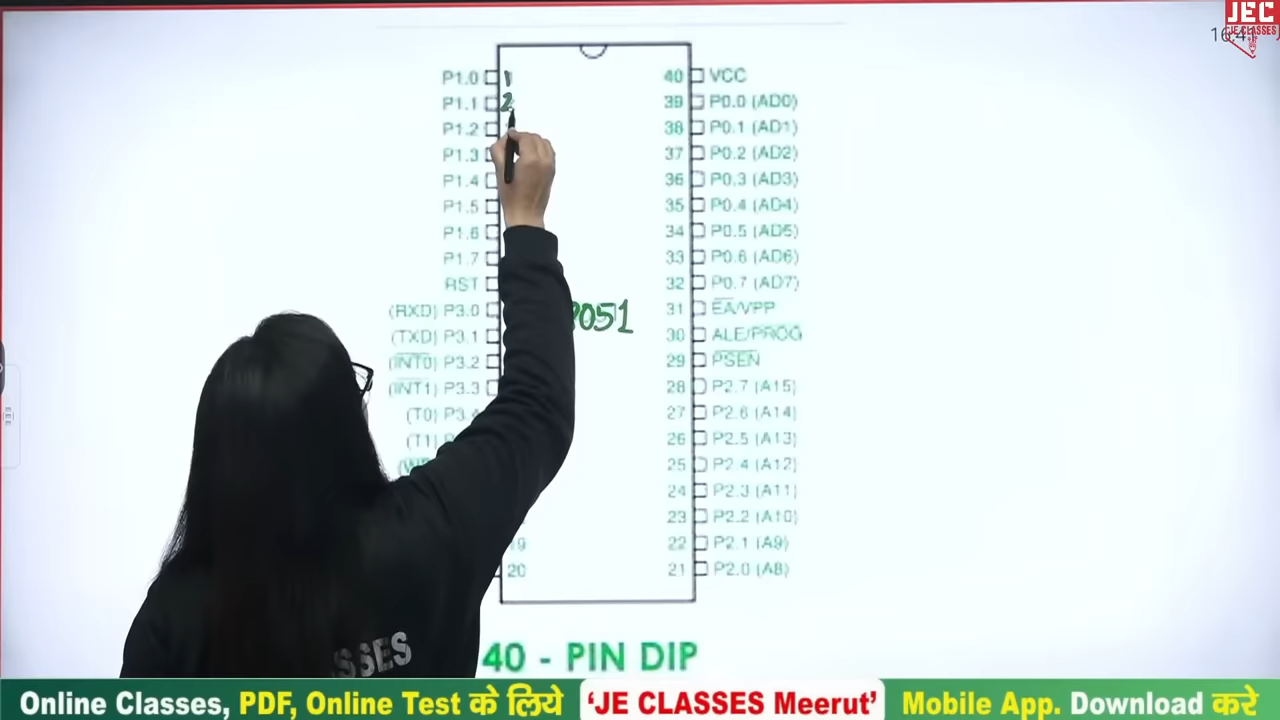 JEC
JE CLASSES
P1.0 1 40 VCC
P1.1 2 39 P0.0 (AD0)
P1.2 38 P0.1 (AD1)
P1.3 37 P0.2 (AD2)
P1.4 36 P0.3 (AD3)
P1.5 35 P0.4 (AD4)
P1.6 34 P0.5 (AD5)
P1.7 33 P0.6 (AD6)
RST 32 P0.7 (AD7)
(RXD) P3.0 8051 31 EA/VPP
(TXD) P3.1 30 ALE/PROG
(INT0) P3.2 29 PSEN
(INT1) P3.3 28 P2.7 (A15)
(T0) P3.4 27 P2.6 (A14)
(T1) 26 P2.5 (A13)
25 P2.4 (A12)
24 P2.3 (A11)
23 P2.2 (A10)
19 22 P2.1 (A9)
20 21 P2.0 (A8)
40 - PIN DIP
Online Classes, PDF, Online Test के लिये 'JE CLASSES Meerut' Mobile App. Download करे